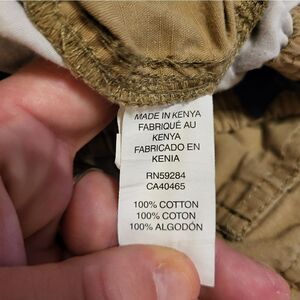 MADE IN KENYA
FABRIQUÉ AU
KENYA
FABRICADO EN
KENIA
RN59284
CA40465
100% COTTON
100% COTON
100% ALGODÓN